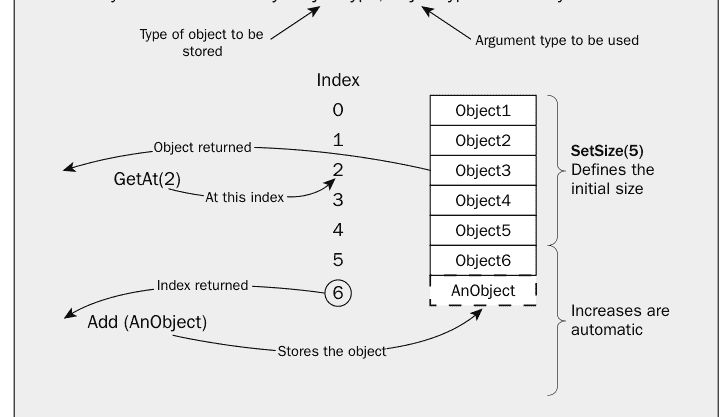 Type of object to be
stored
Argument type to be used
Index
0
Object1
1
Object2
Object returned
2
Object3
GetAt(2)
At this index
3
Object4
4
Object5
SetSize(5)
Defines the
initial size
5
Object6
Index returned
6
AnObject
Add (AnObject)
Stores the object
Increases are
automatic